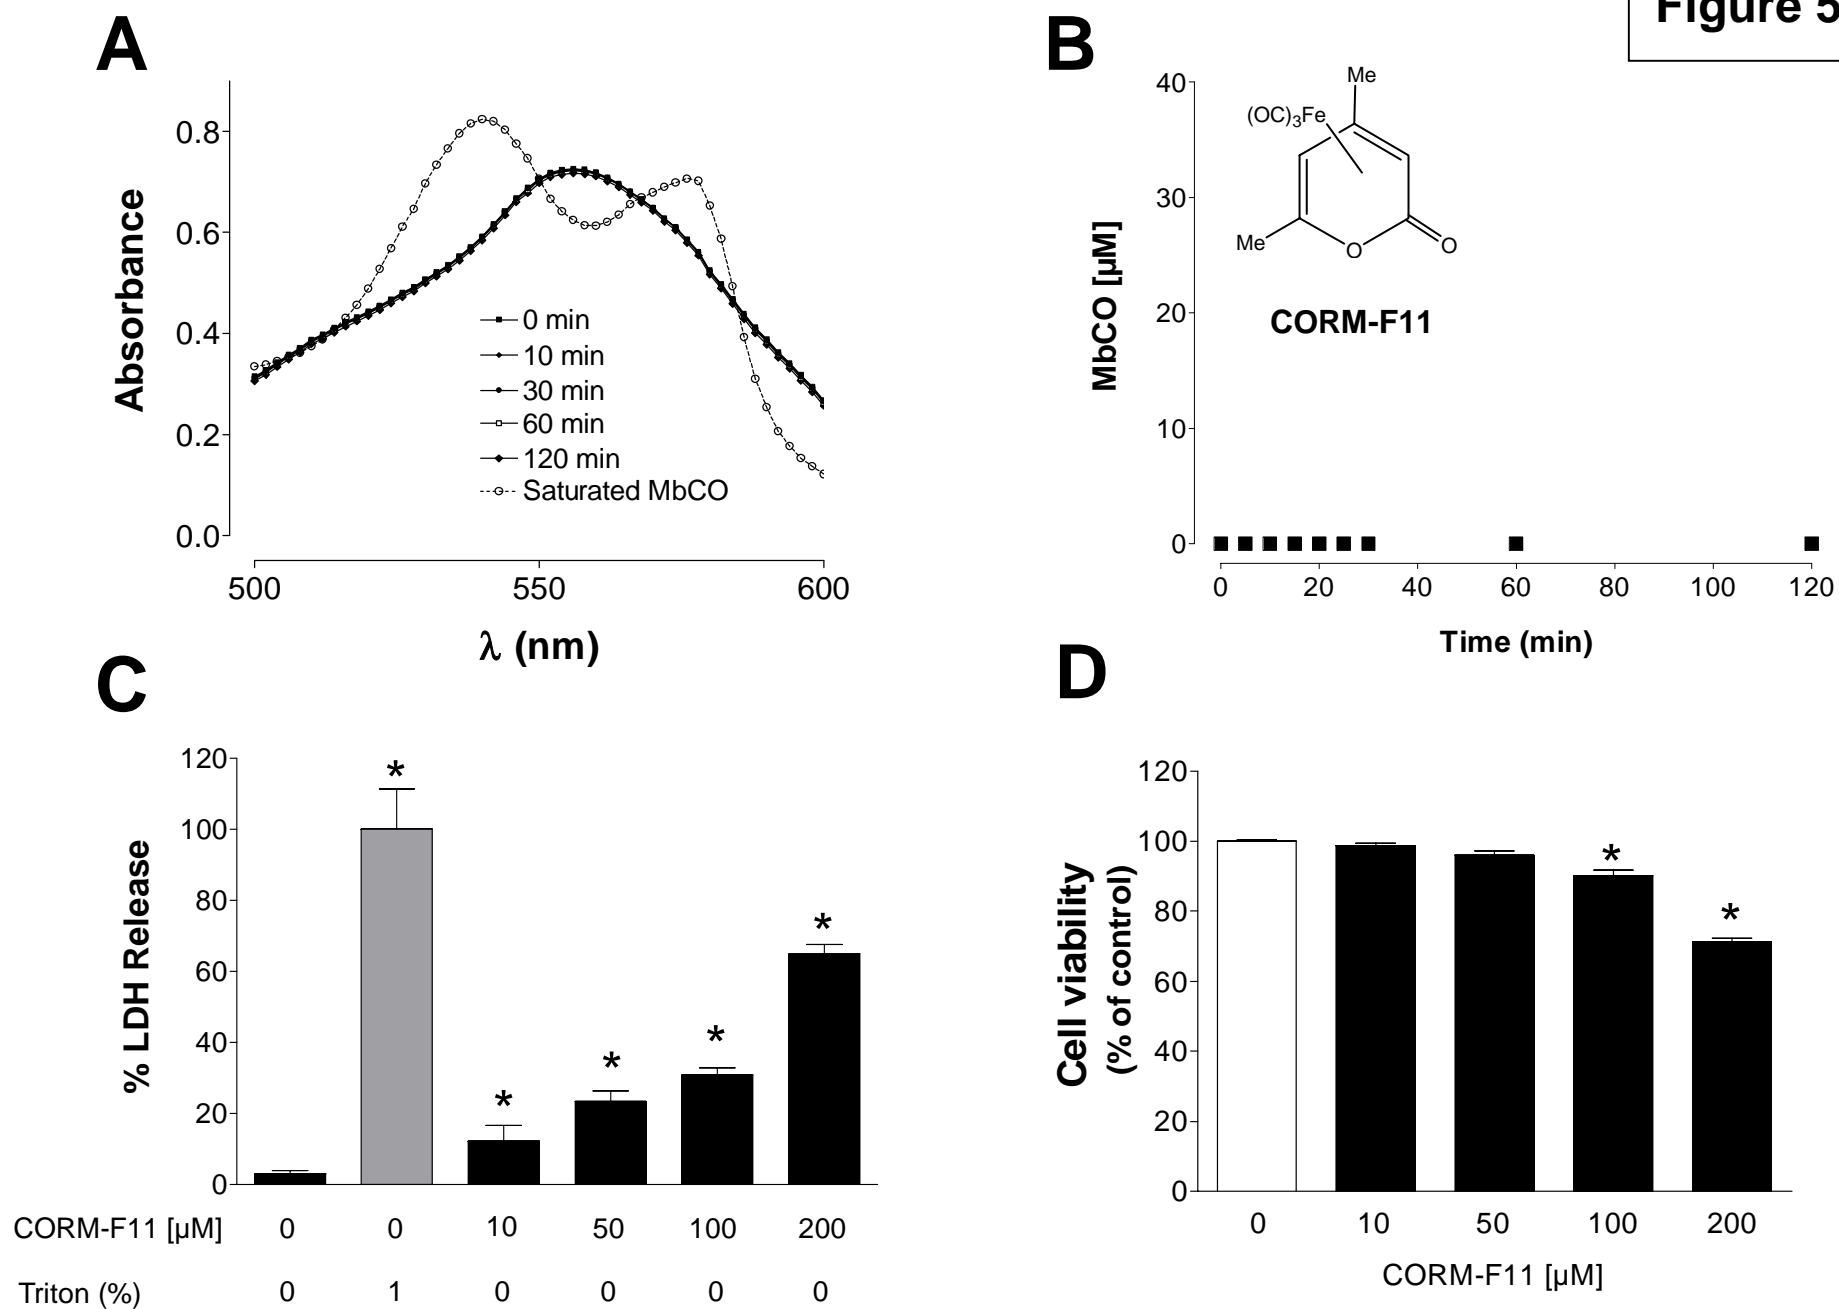 Figure 5
A
0.8
0.6
0.4
0.2
0.0
Absorbance
0 min
10 min
30 min
60 min
120 min
Saturated MbCO
500 550 600
λ (nm)
B
40
30
20
10
0
MbCO [µM]
Me
(OC)3Fe
Me
O
O
CORM-F11
0 20 40 60 80 100 120
Time (min)
C
120
100
80
60
40
20
0
% LDH Release
* * * * *
CORM-F11 [µM] 0 0 10 50 100 200
Triton (%) 0 1 0 0 0 0
D
120
100
80
60
40
20
0
Cell viability
(% of control)
* *
0 10 50 100 200
CORM-F11 [µM]